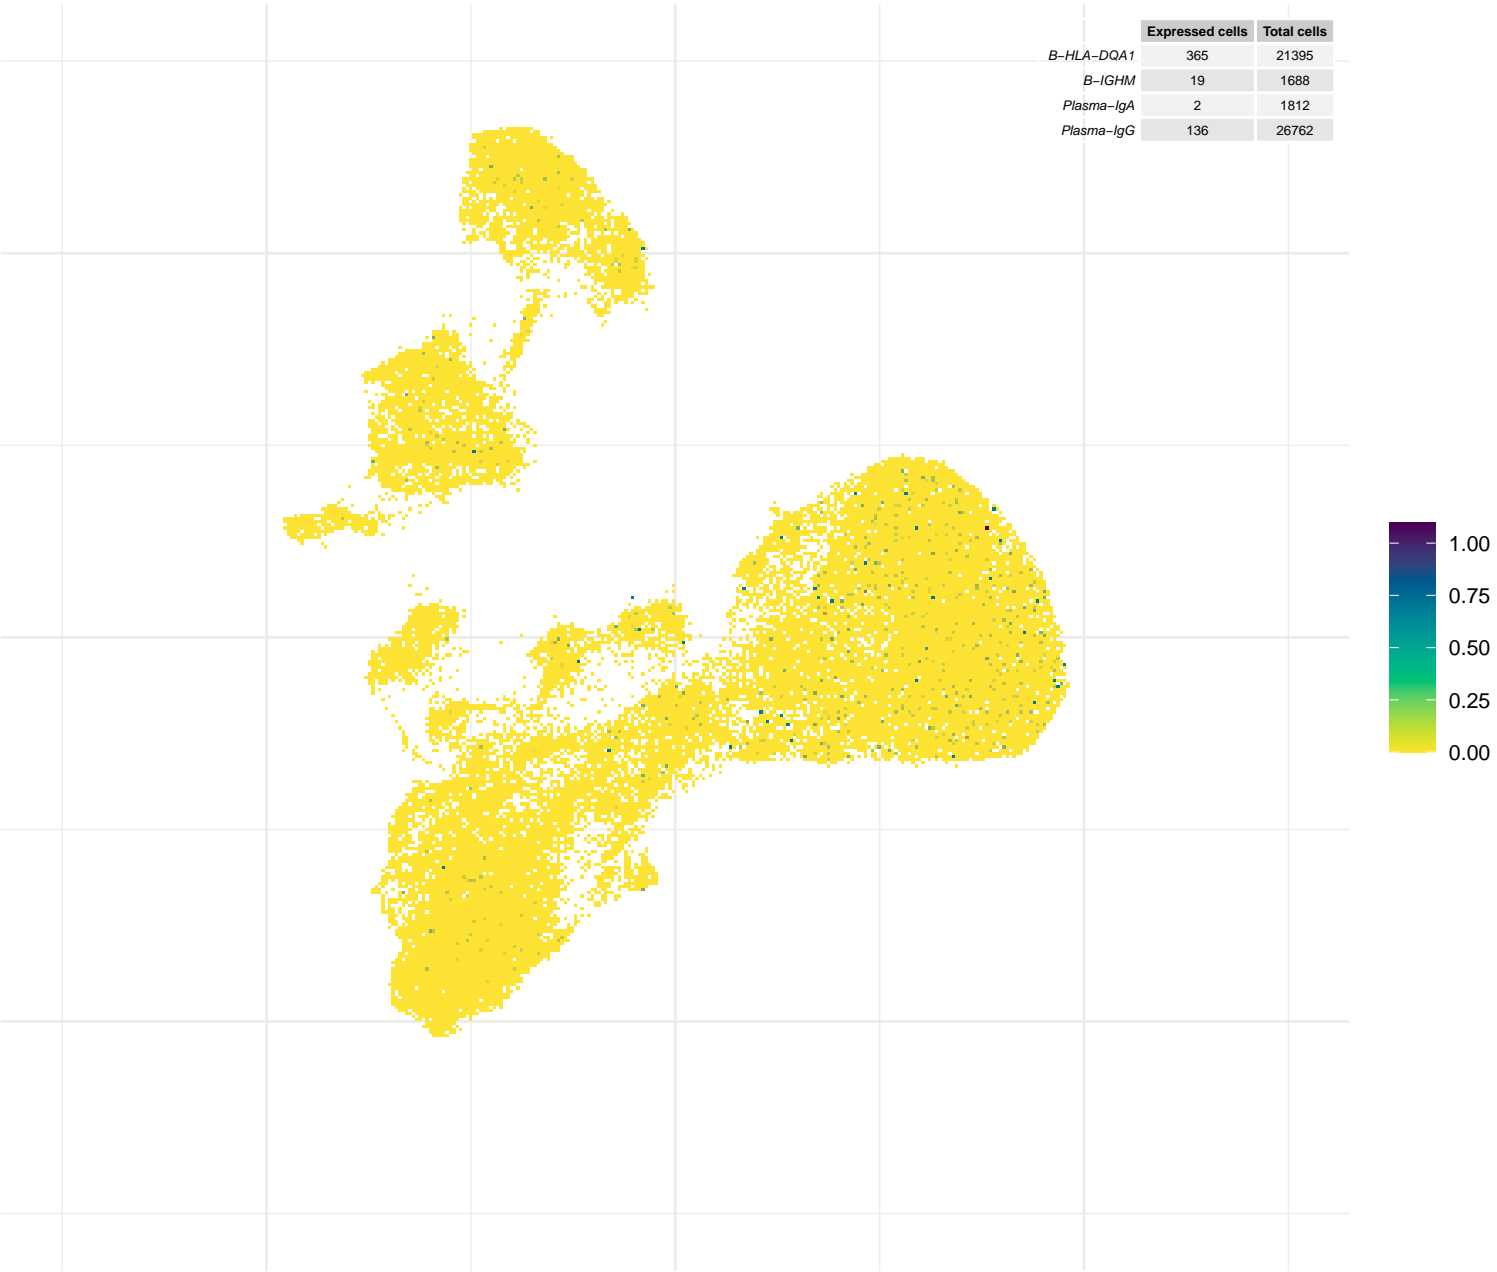 Expressed cells Total cells
B−HLA−DQA1 365 21395
B−IGHM 19 1688
Plasma−IgA 2 1812
Plasma−IgG 136 26762
1.00
0.75
0.50
0.25
0.00